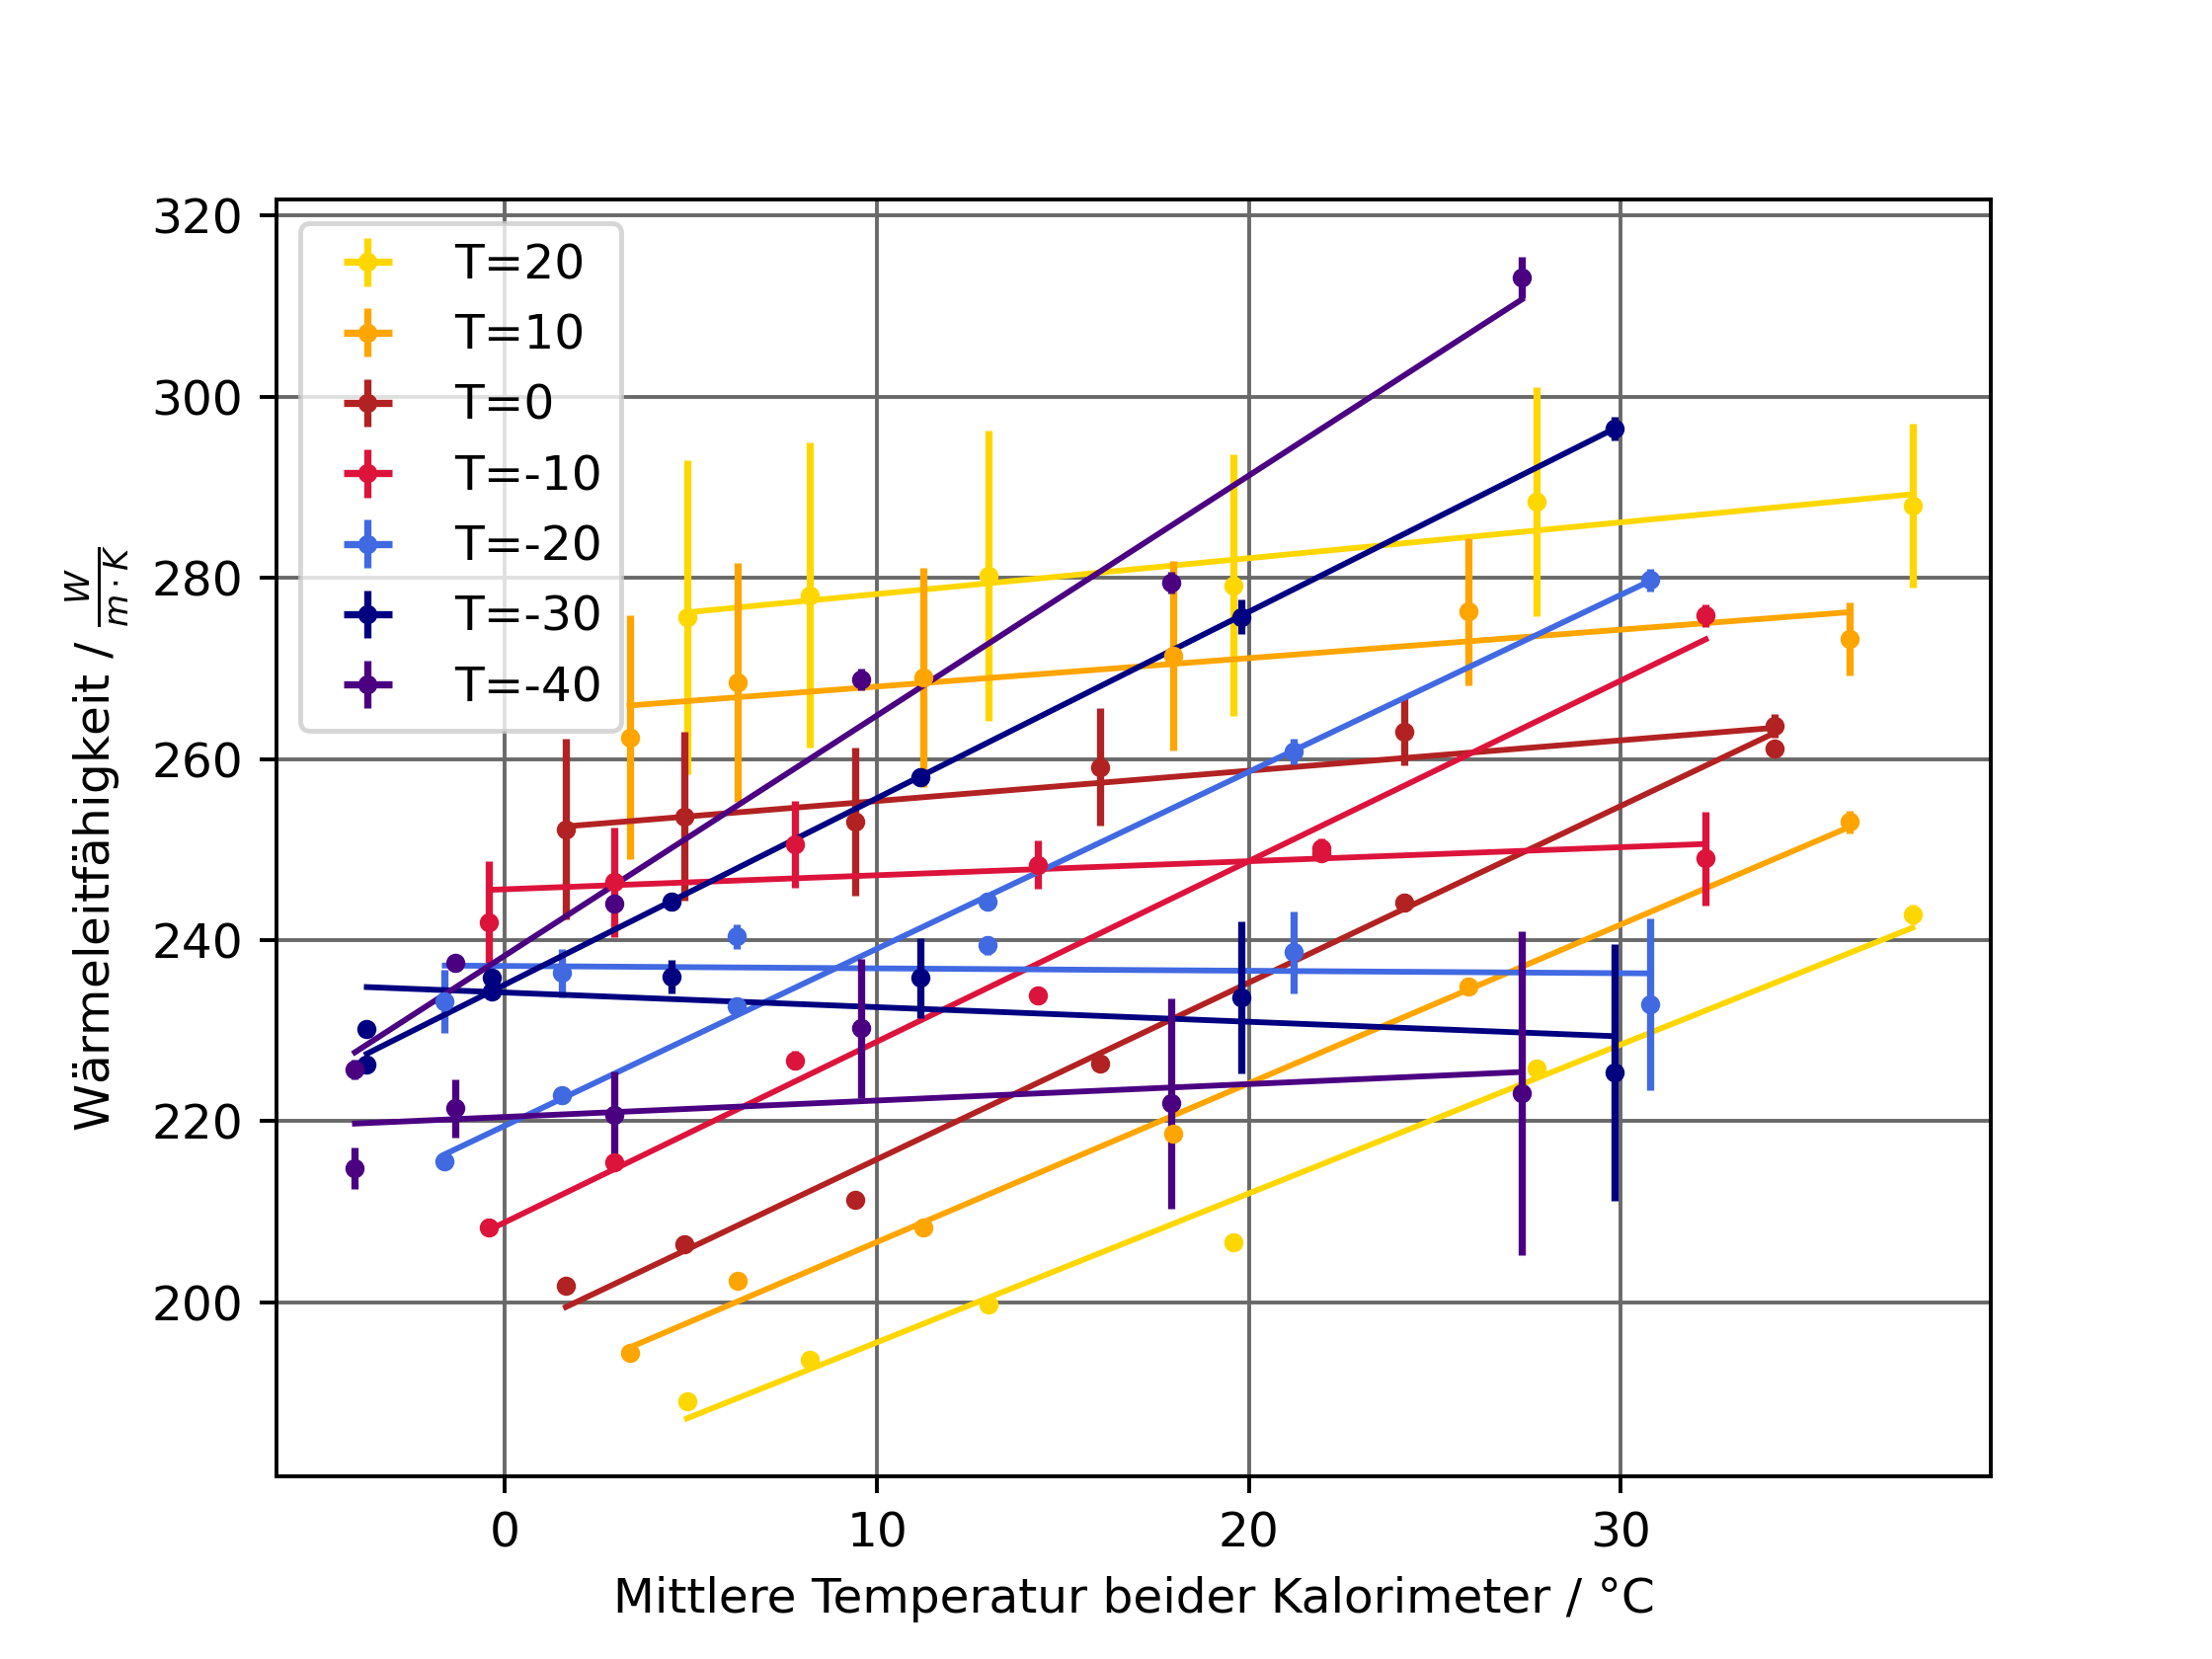 320
300
280
260
240
220
200
Wärmeleitfähigkeit / W/(m · K)
T=20
T=10
T=0
T=-10
T=-20
T=-30
T=-40
0 10 20 30
Mittlere Temperatur beider Kalorimeter / °C